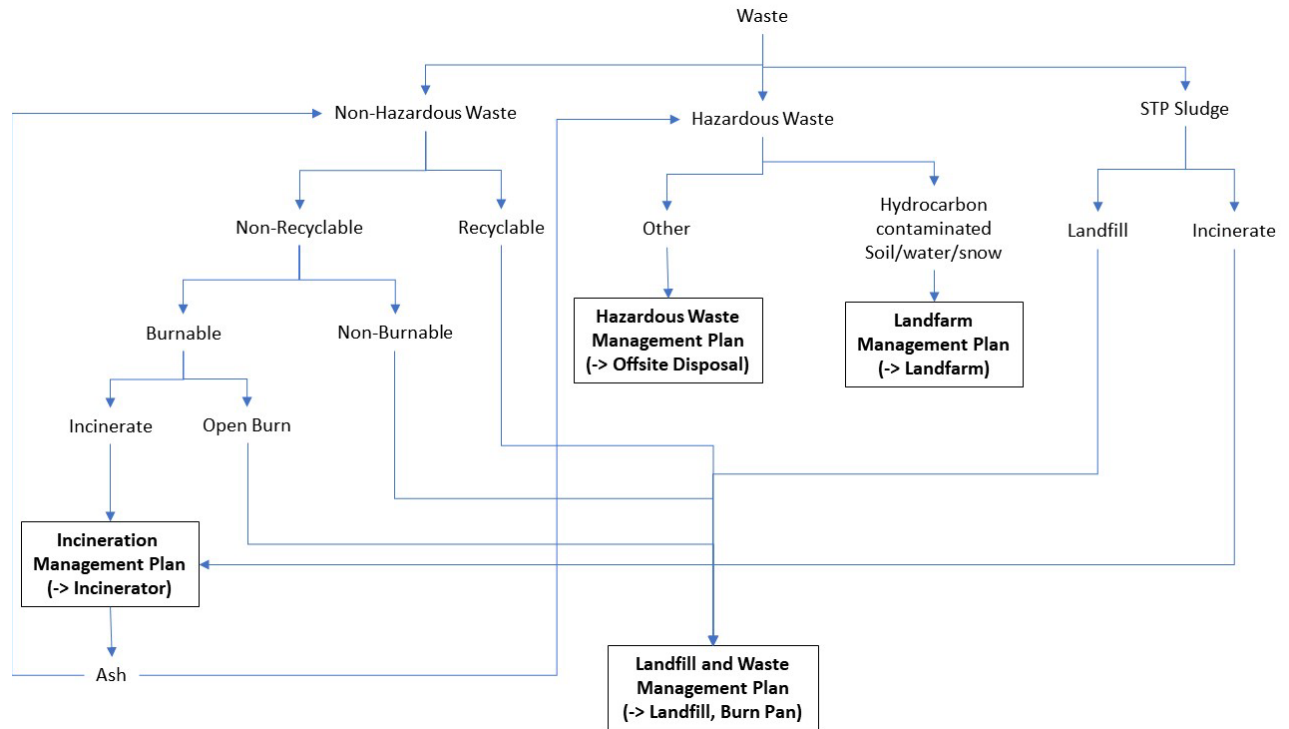 Waste
Non-Hazardous Waste
Hazardous Waste
STP Sludge
Non-Recyclable
Recyclable
Other
Hydrocarbon
contaminated
Soil/water/snow
Landfill
Incinerate
Burnable
Non-Burnable
Hazardous Waste
Management Plan
(-> Offsite Disposal)
Landfarm
Management Plan
(-> Landfarm)
Incinerate
Open Burn
Incineration
Management Plan
(-> Incinerator)
Ash
Landfill and Waste
Management Plan
(-> Landfill, Burn Pan)